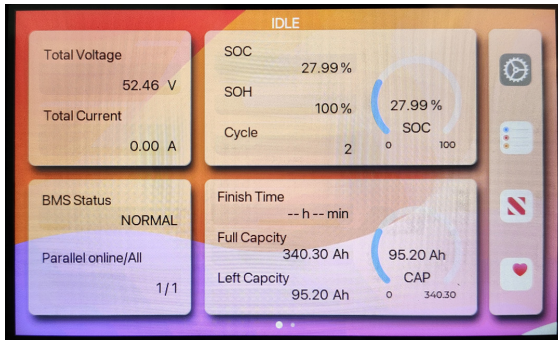 IDLE
Total Voltage
52.46 V
Total Current
0.00 A
SOC
27.99 %
SOH
100 %
Cycle
2
27.99 %
SOC
0 100
BMS Status
NORMAL
Parallel online/All
1/1
Finish Time
-- h -- min
Full Capcity
340.30 Ah
Left Capcity
95.20 Ah
95.20 Ah
CAP
0 340.30